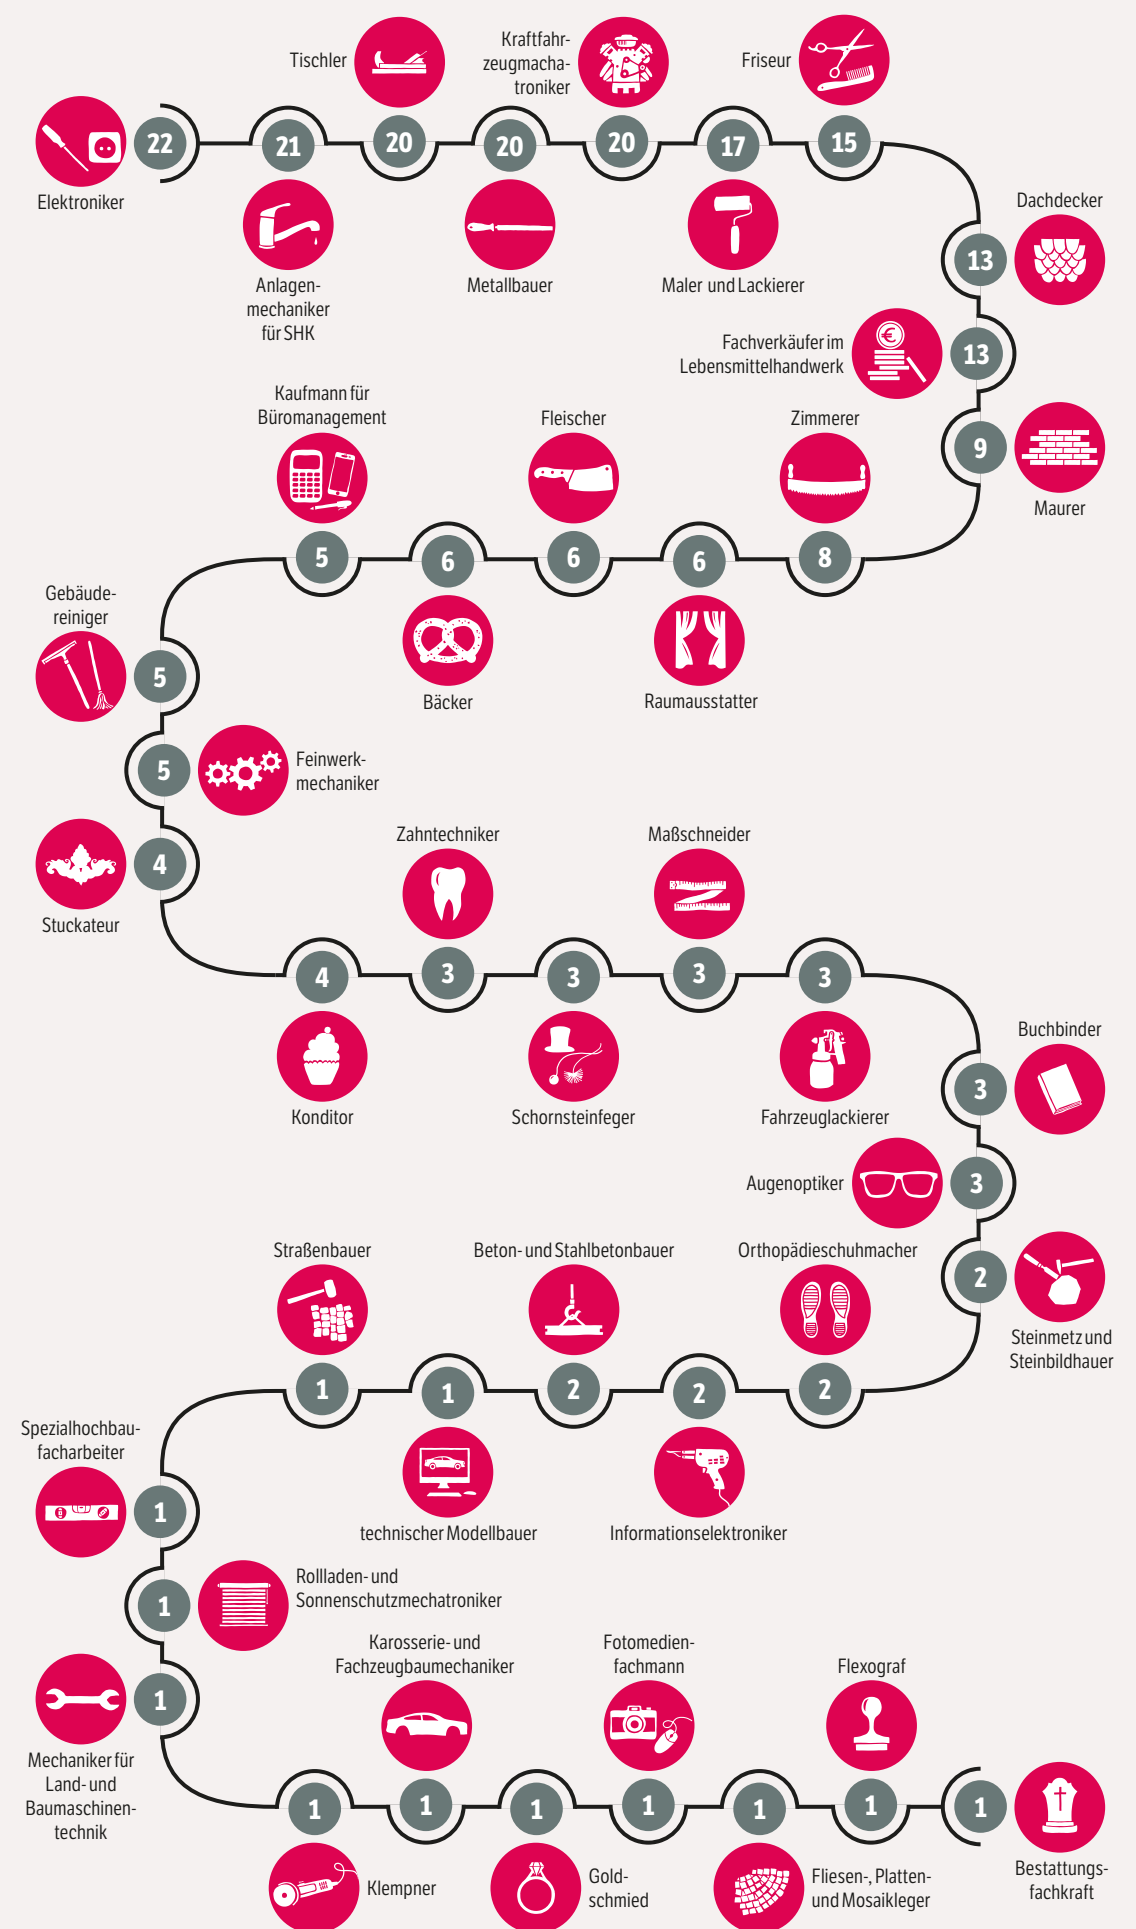 Tischler
20
Kraftfahr-
zeugmacha-
troniker
20
Friseur
15
Elektroniker
22
21
Anlagen-
mechaniker
für SHK
20
Metallbauer
17
Maler und Lackierer
Dachdecker
13
Fachverkäufer im
Lebensmittelhandwerk
13
9
Maurer
Zimmerer
8
6
Raumausstatter
Fleischer
6
6
Bäcker
Kaufmann für
Büromanagement
5
Gebäude-
reiniger
5
5
Feinwerk-
mechaniker
4
Stuckateur
4
Konditor
Zahntechniker
3
3
Schornsteinfeger
Maßschneider
3
3
Fahrzeuglackierer
Buchbinder
3
Augenoptiker
3
2
Steinmetz und
Steinbildhauer
Orthopädieschuhmacher
2
2
Informationselektroniker
Beton- und Stahlbetonbauer
2
1
technischer Modellbauer
Straßenbauer
1
Spezialhochbau-
facharbeiter
1
1
Rollladen- und
Sonnenschutzmechatroniker
1
Mechaniker für
Land- und
Baumaschinen-
technik
1
Klempner
Karosserie- und
Fachzeugbaumechaniker
1
1
Gold-
schmied
Fotomedien-
fachmann
1
1
Fliesen-, Platten-
und Mosaikleger
Flexograf
1
1
Bestattungs-
fachkraft